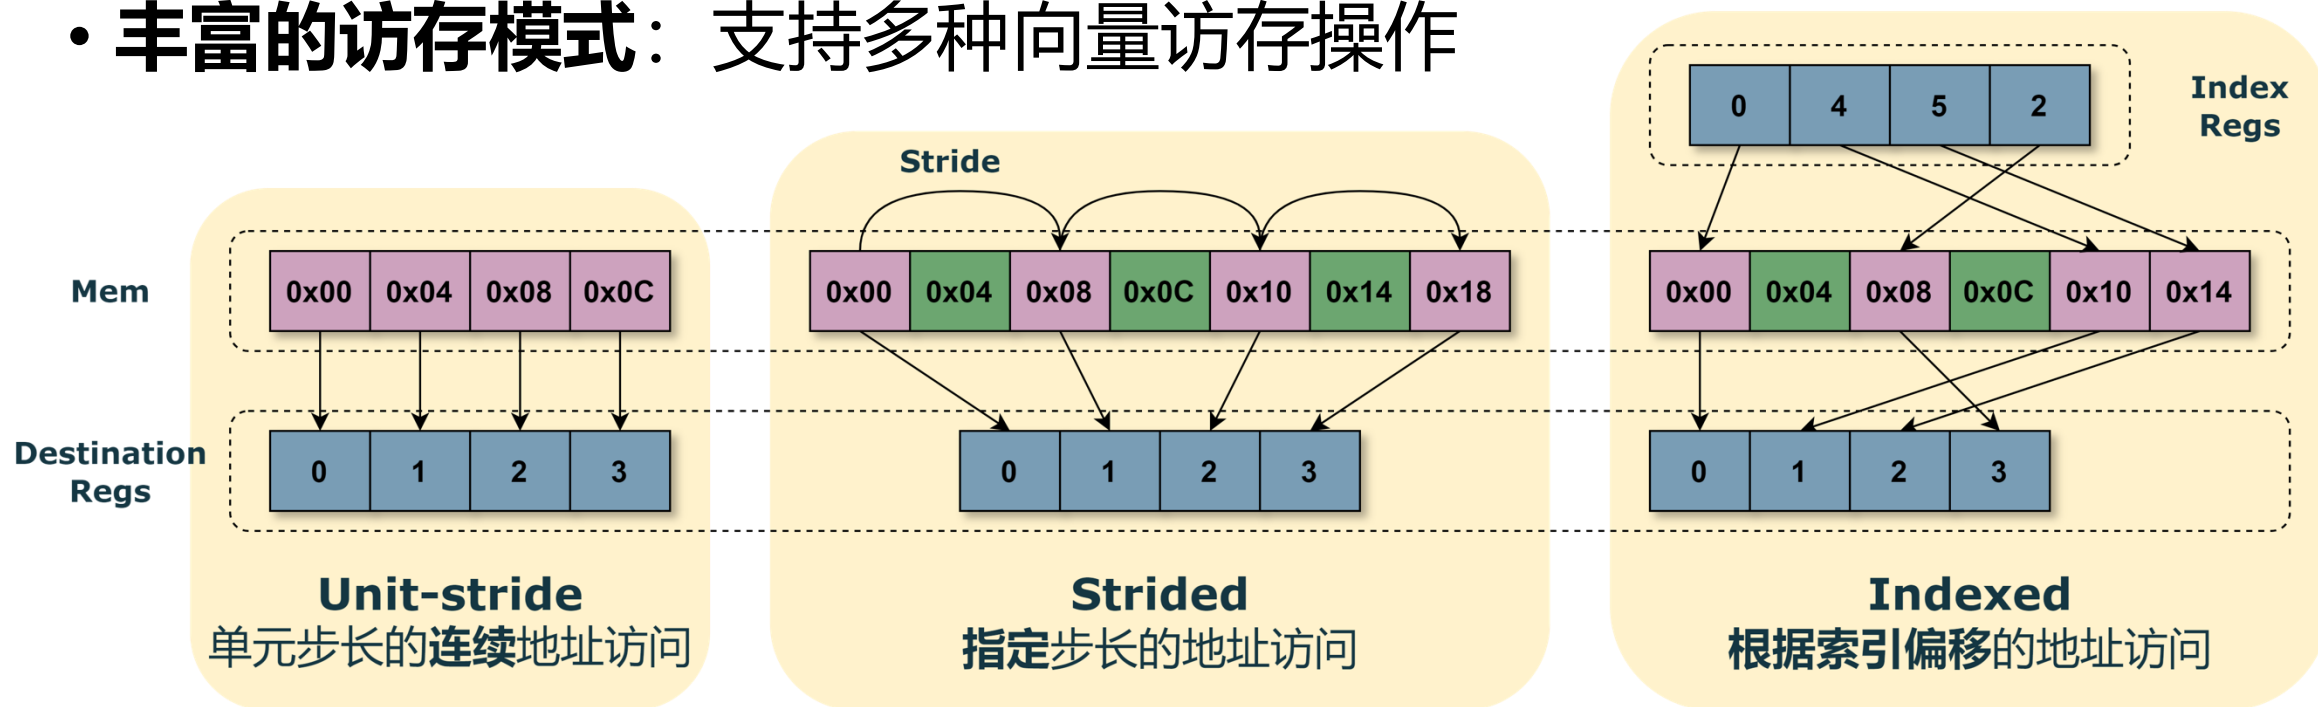 • 丰富的访存模式：支持多种向量访存操作
Index
Regs
0 4 5 2
Stride
Mem
0x00 0x04 0x08 0x0C
0x00 0x04 0x08 0x0C 0x10 0x14 0x18
0x00 0x04 0x08 0x0C 0x10 0x14
Destination
Regs
0 1 2 3
0 1 2 3
0 1 2 3
Unit-stride
单元步长的连续地址访问
Strided
指定步长的地址访问
Indexed
根据索引偏移的地址访问